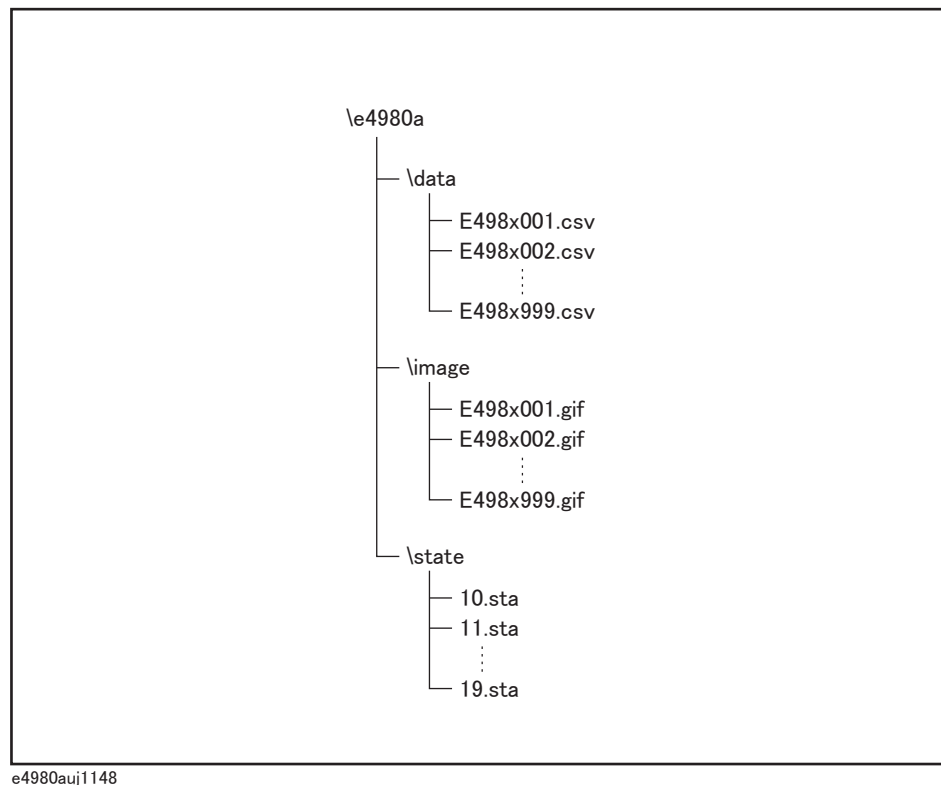 \e4980a
\data
E498x001.csv
E498x002.csv
E498x999.csv
\image
E498x001.gif
E498x002.gif
E498x999.gif
\state
10.sta
11.sta
19.sta
e4980auj1148